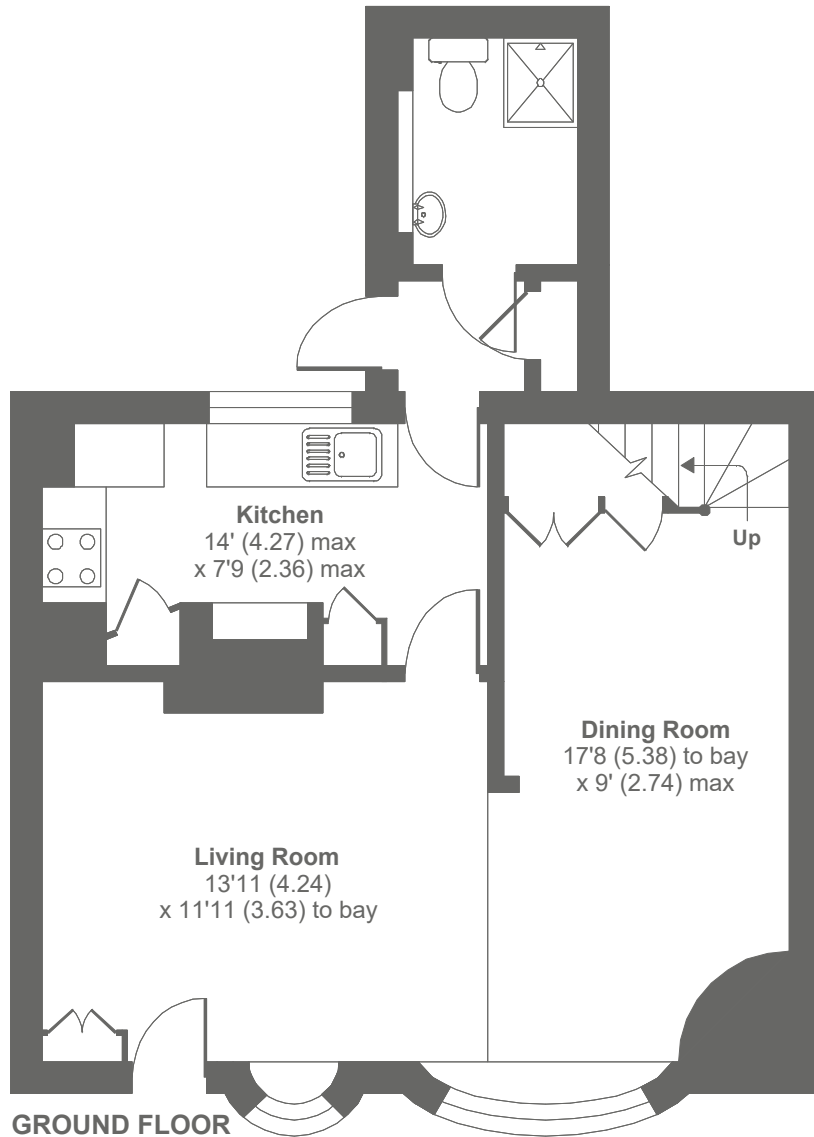 Kitchen
14' (4.27) max
x 7'9 (2.36) max
Up
Dining Room
17'8 (5.38) to bay
x 9' (2.74) max
Living Room
13'11 (4.24)
x 11'11 (3.63) to bay
GROUND FLOOR